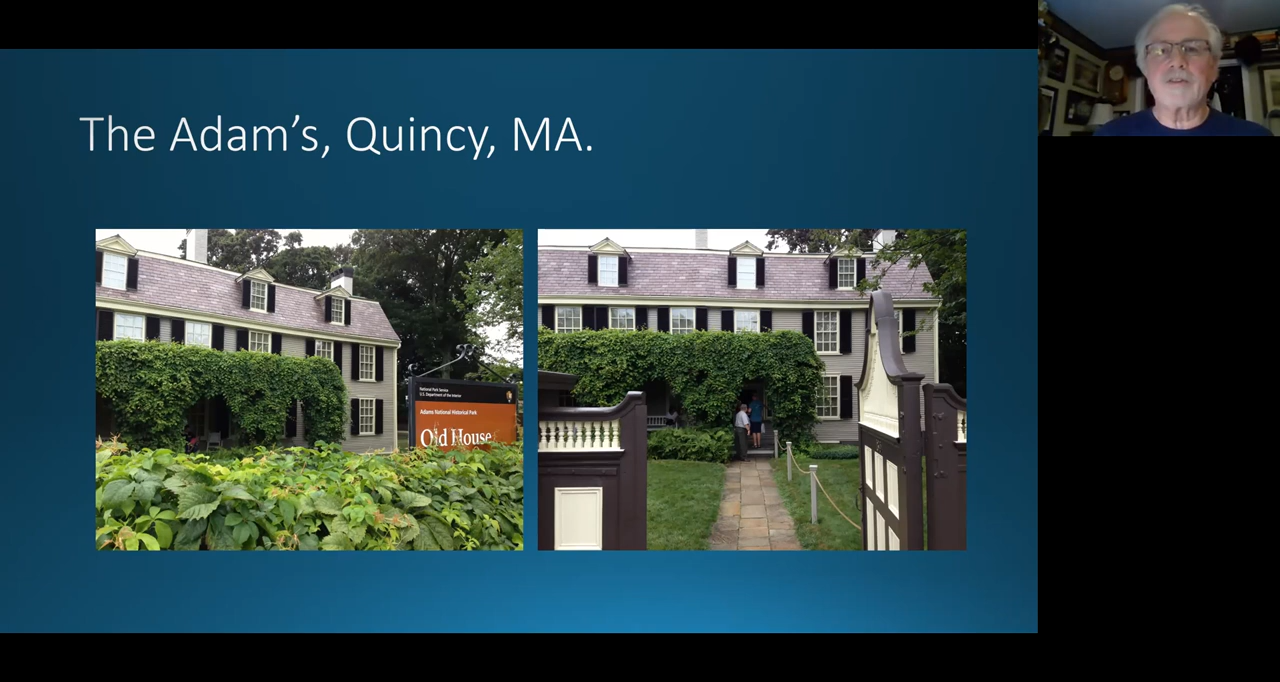 The Adam's, Quincy, MA.
National Park Service
U.S. Department of the Interior
Adams National Historical Park
Old House